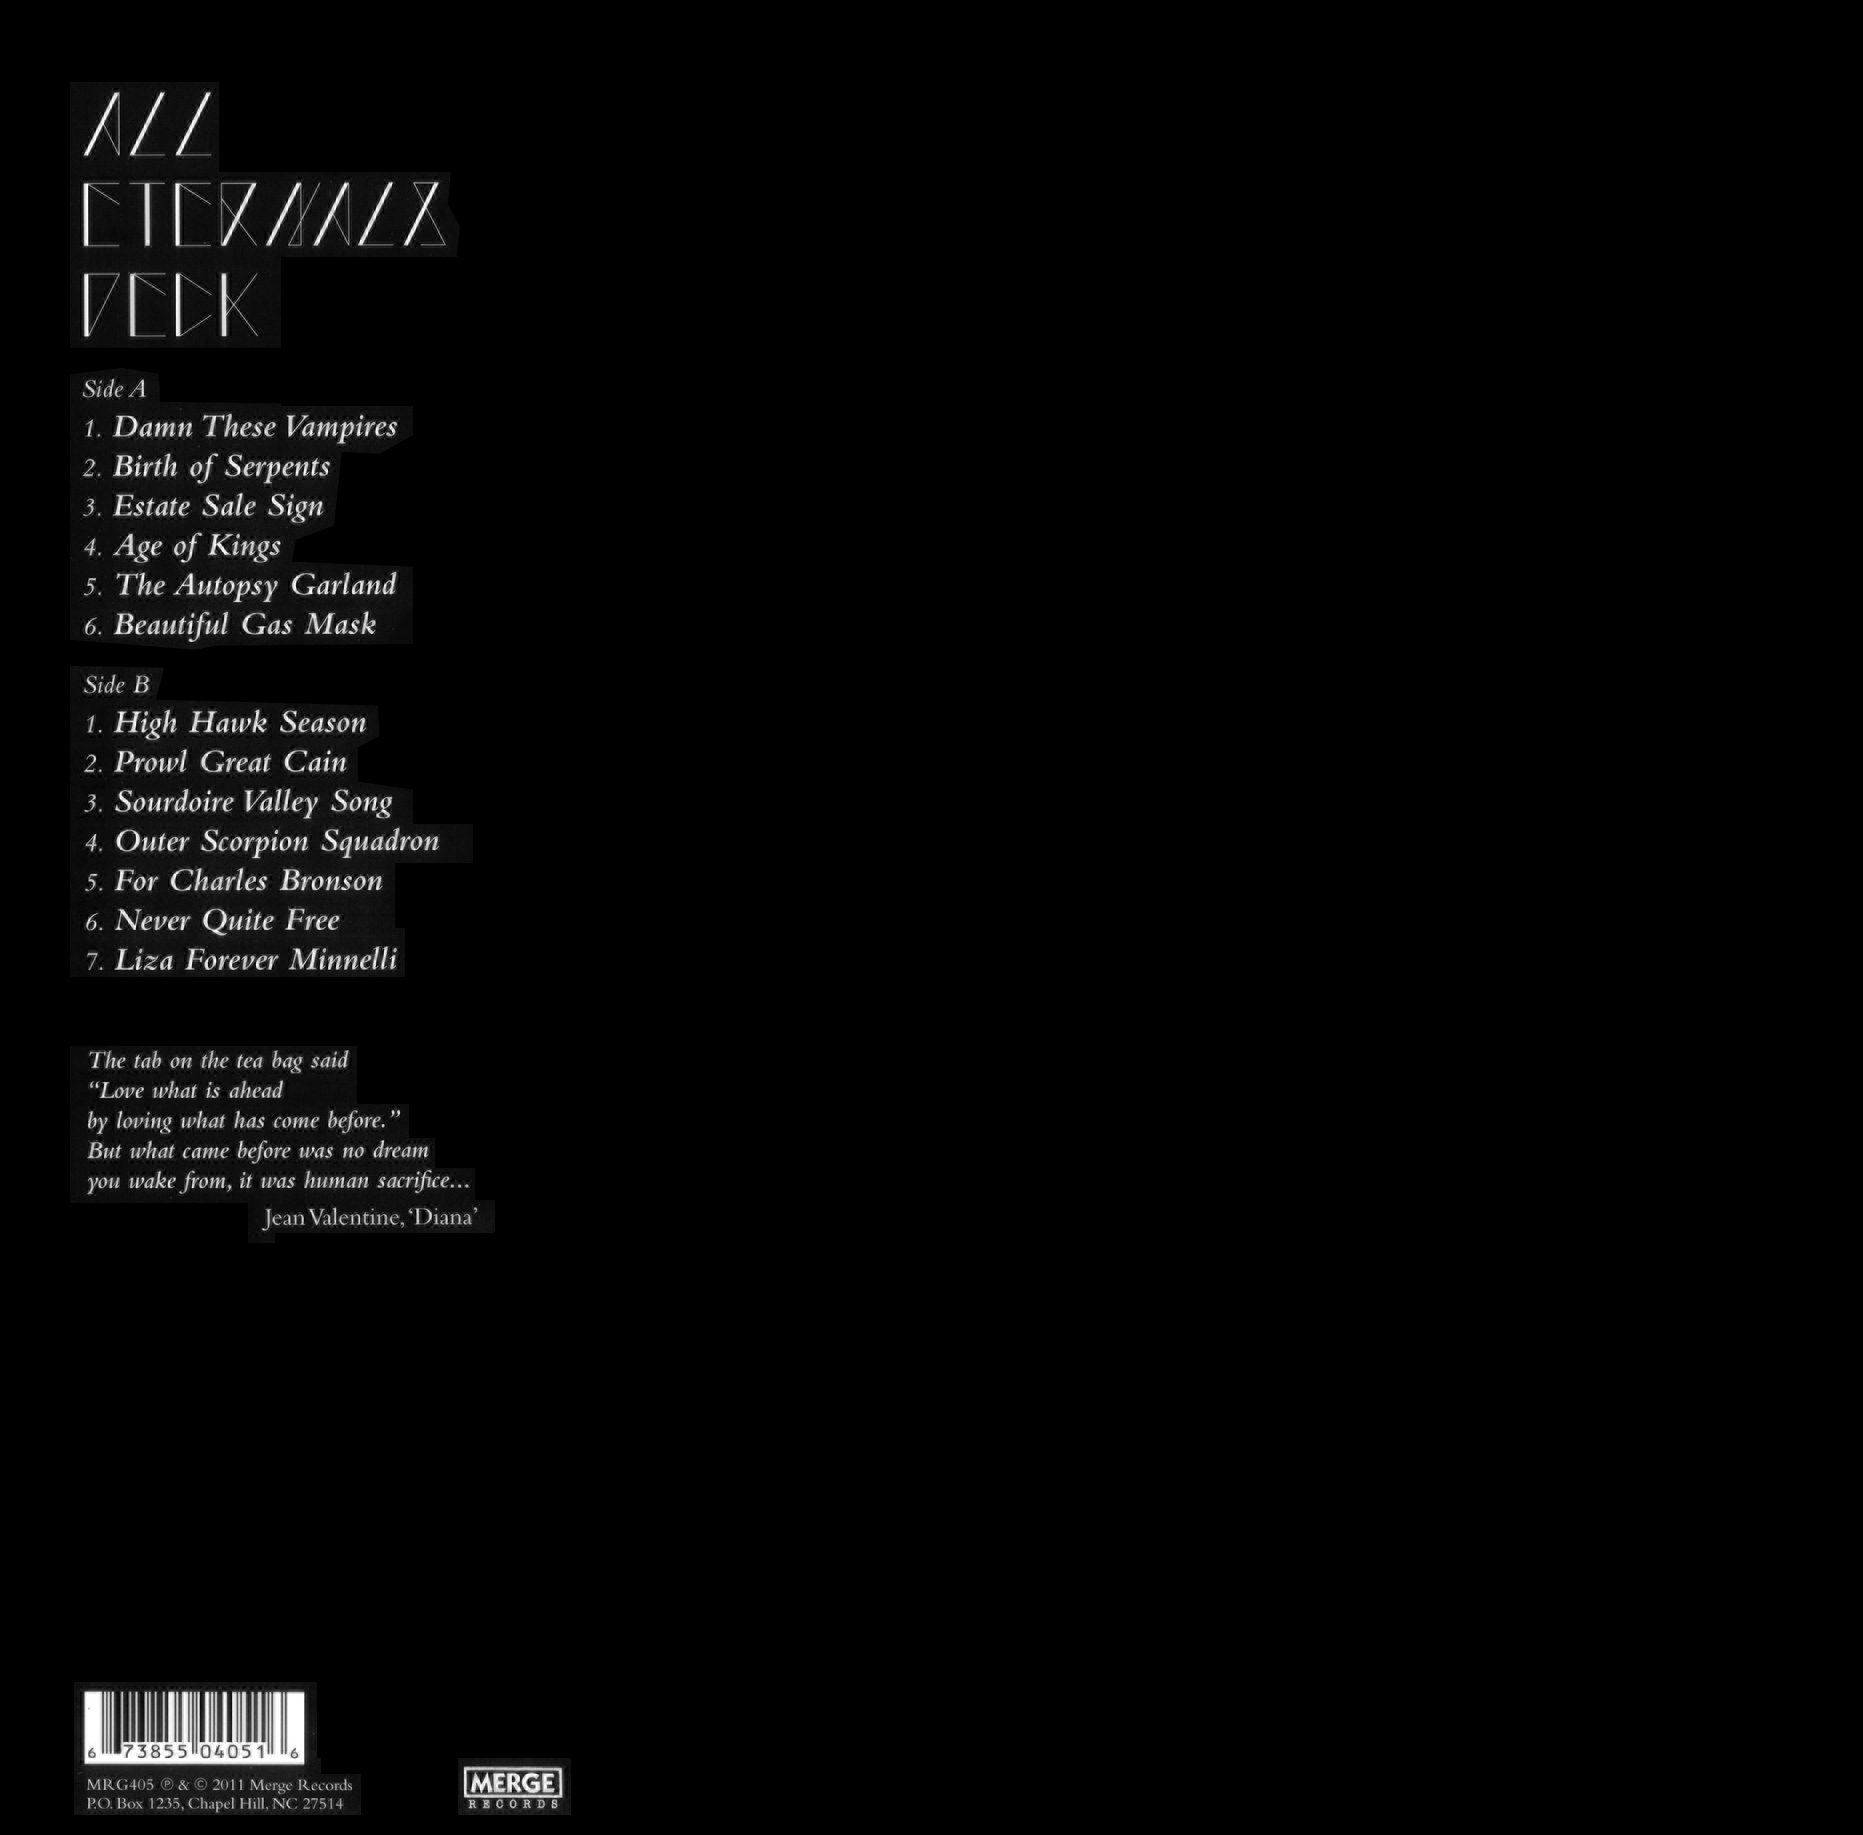 ALL
ETERNALS
DECK
Side A
1. Damn These Vampires
2. Birth of Serpents
3. Estate Sale Sign
4. Age of Kings
5. The Autopsy Garland
6. Beautiful Gas Mask
Side B
1. High Hawk Season
2. Prowl Great Cain
3. Sourdoire Valley Song
4. Outer Scorpion Squadron
5. For Charles Bronson
6. Never Quite Free
7. Liza Forever Minnelli
The tab on the tea bag said
“Love what is ahead
by loving what has come before.”
But what came before was no dream
you wake from, it was human sacrifice...
Jean Valentine, ‘Diana’
6 73855 04051 6
MRG405 ℗ & © 2011 Merge Records
P.O. Box 1235, Chapel Hill, NC 27514
MERGE
RECORDS